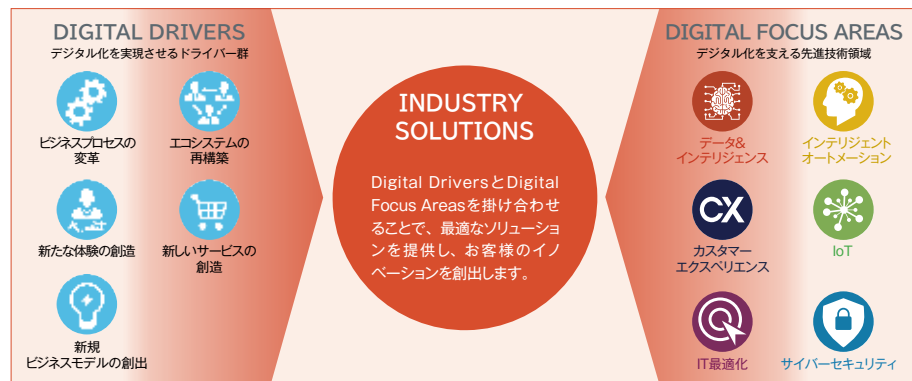 DIGITAL DRIVERS
デジタル化を実現させるドライバー群
ビジネスプロセスの
変革
エコシステムの
再構築
新たな体験の創造
新しいサービスの
創造
新規
ビジネスモデルの創出
INDUSTRY
SOLUTIONS
Digital DriversとDigital
Focus Areasを掛け合わせ
ることで、最適なソリューショ
ンを提供し、お客様のイノ
ベーションを創出します。
DIGITAL FOCUS AREAS
デジタル化を支える先進技術領域
データ&
インテリジェンス
インテリジェント
オートメーション
CX
カスタマー
エクスペリエンス
IoT
IT最適化
サイバーセキュリティ